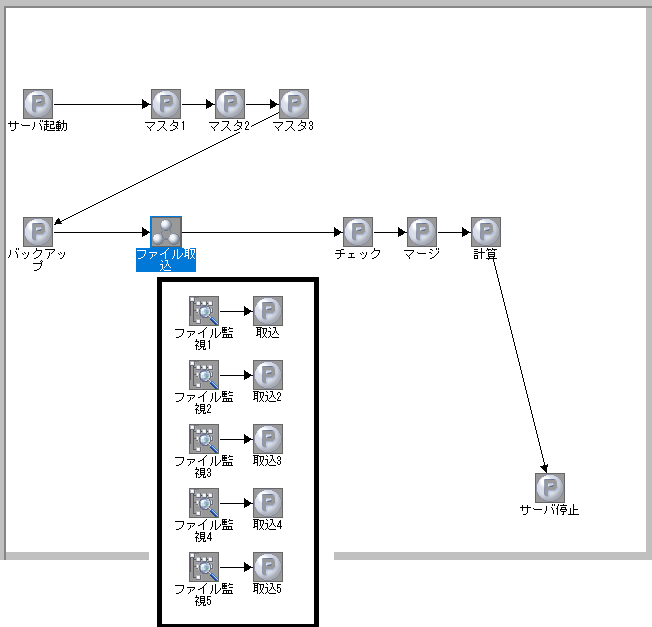 サーバ起動
マスタ1
マスタ2
マスタ3
バックアッ
プ
ファイル取
込
チェック
マージ
計算
ファイル監
視1
取込
ファイル監
視2
取込2
ファイル監
視3
取込3
ファイル監
視4
取込4
サーバ停止
ファイル監
視5
取込5